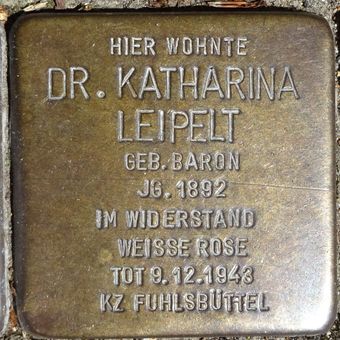 HIER WOHNTE
DR. KATHARINA
LEIPELT
GEB. BARON
JG. 1892
IM WIDERSTAND
WEISSE ROSE
TOT 9.12.1943
KZ FUHLSBÜTTEL